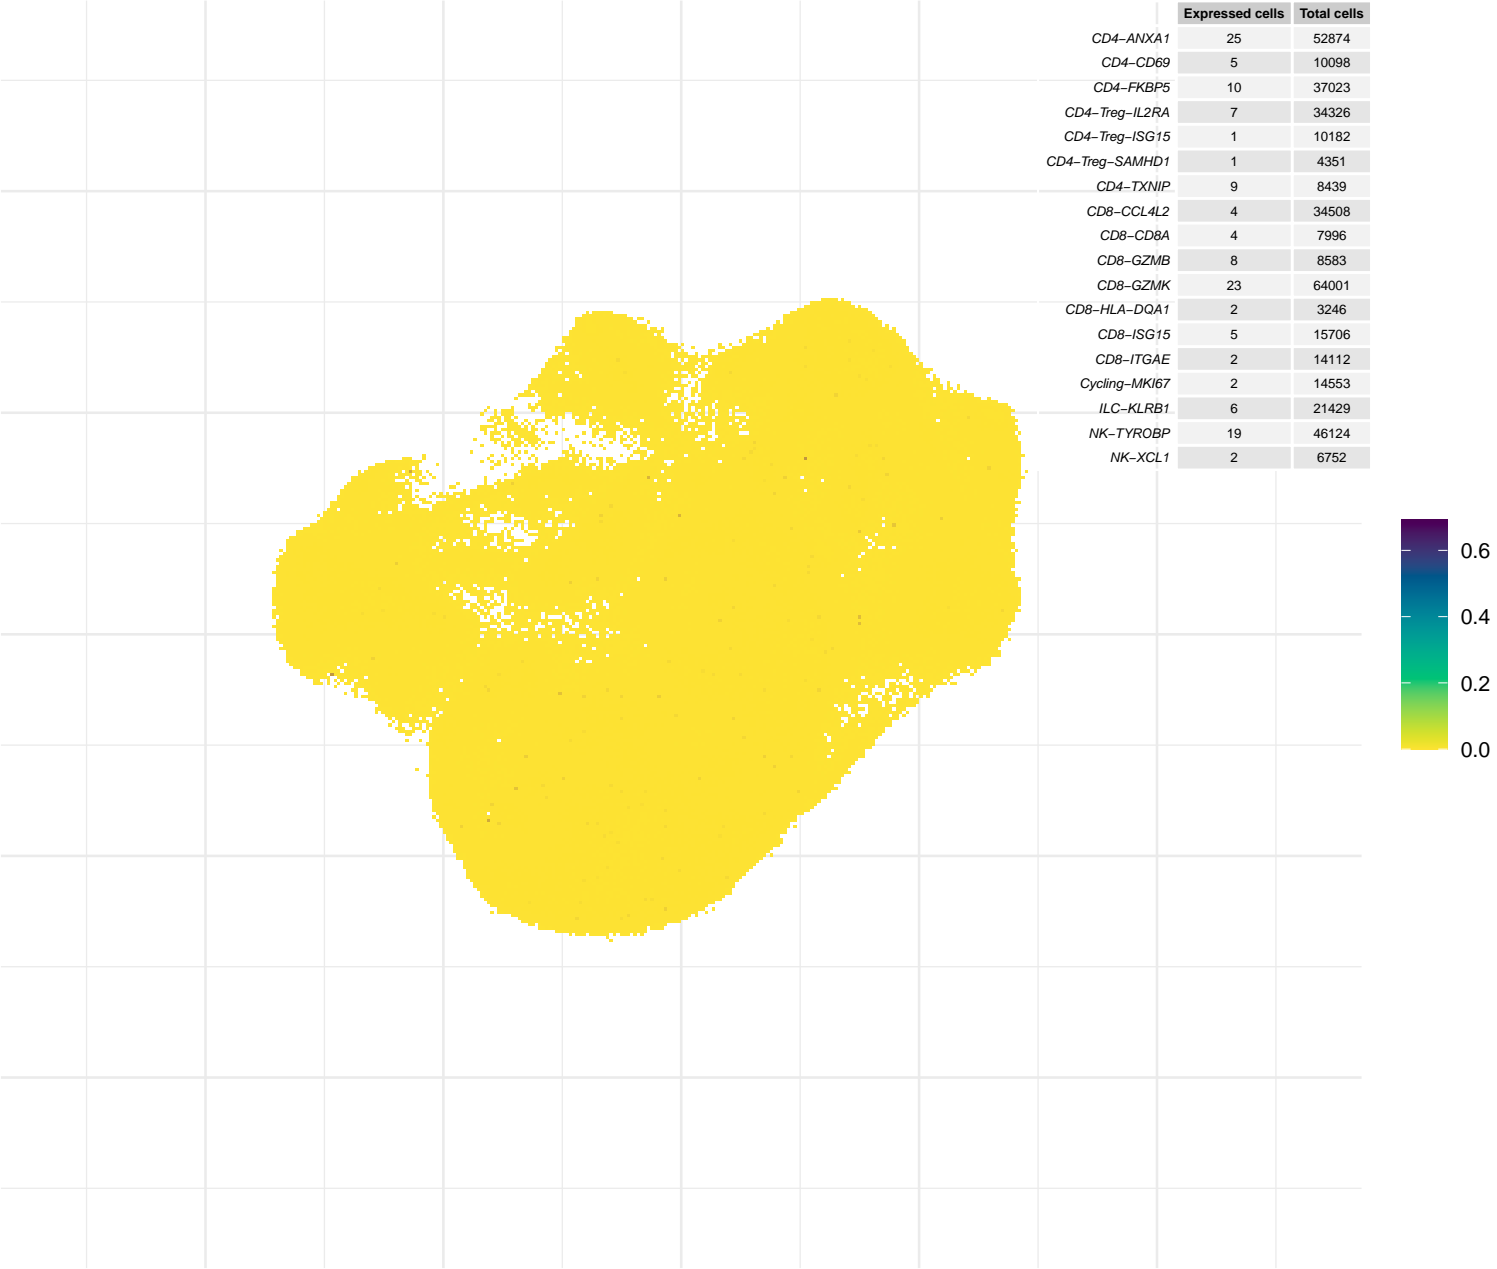 Expressed cells Total cells
CD4−ANXA1 25 52874
CD4−CD69 5 10098
CD4−FKBP5 10 37023
CD4−Treg−IL2RA 7 34326
CD4−Treg−ISG15 1 10182
CD4−Treg−SAMHD1 1 4351
CD4−TXNIP 9 8439
CD8−CCL4L2 4 34508
CD8−CD8A 4 7996
CD8−GZMB 8 8583
CD8−GZMK 23 64001
CD8−HLA−DQA1 2 3246
CD8−ISG15 5 15706
CD8−ITGAE 2 14112
Cycling−MKI67 2 14553
ILC−KLRB1 6 21429
NK−TYROBP 19 46124
NK−XCL1 2 6752
0.6
0.4
0.2
0.0